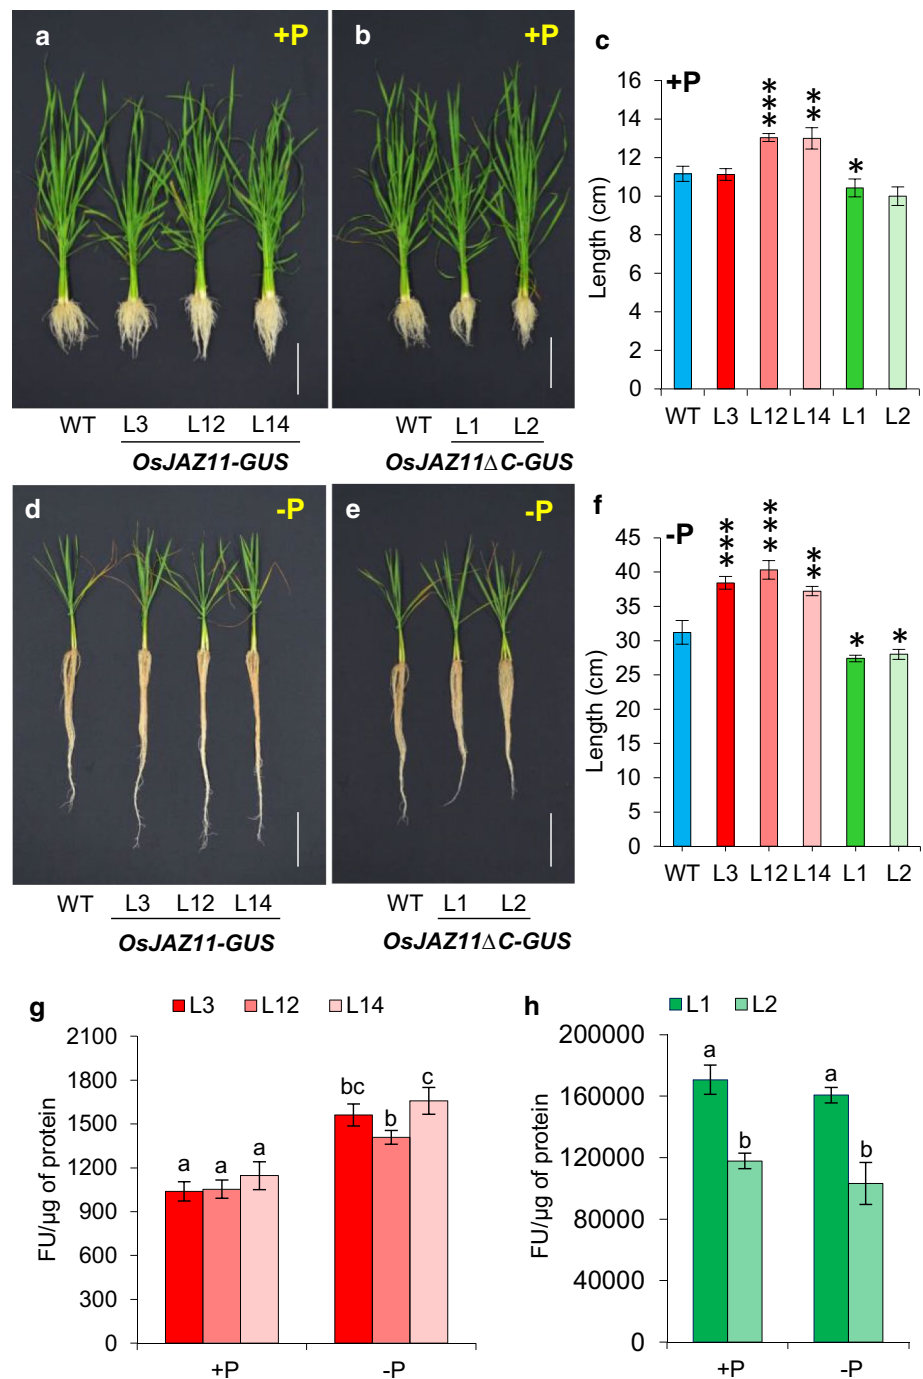 a +P
b +P
WT L3 L12 L14
OsJAZ11-GUS
WT L1 L2
OsJAZ11ΔC-GUS
c
+P
Length (cm)
16
14
12
10
8
6
4
2
0
*** ** *
WT L3 L12 L14 L1 L2
d -P
e -P
WT L3 L12 L14
OsJAZ11-GUS
WT L1 L2
OsJAZ11ΔC-GUS
f
-P
Length (cm)
45
40
35
30
25
20
15
10
5
0
*** *** ** * *
WT L3 L12 L14 L1 L2
g
L3 L12 L14
FU/μg of protein
2100
1800
1500
1200
900
600
300
0
a a a bc b c
+P -P
h
L1 L2
FU/μg of protein
200000
160000
120000
80000
40000
0
a b a b
+P -P